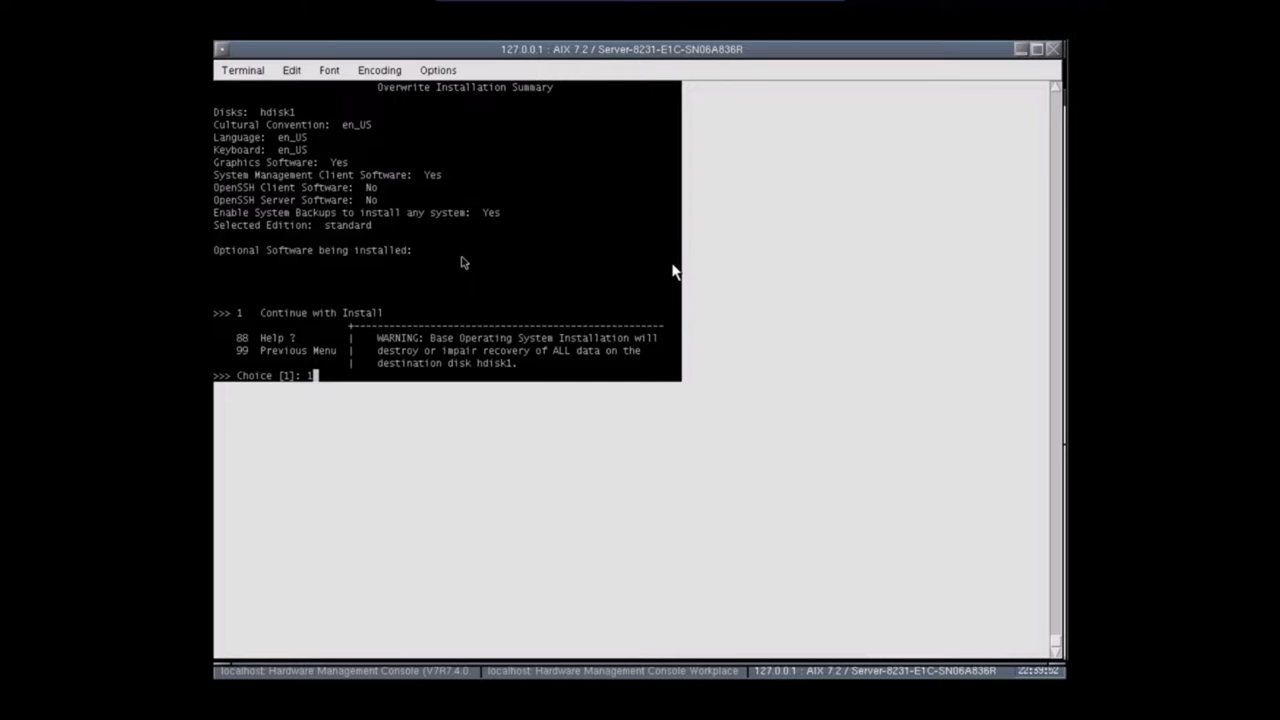 127.0.0.1 : AIX 7.2 / Server-8231-E1C-SN06A836R
Terminal Edit Font Encoding Options
Overwrite Installation Summary
Disks: hdisk1
Cultural Convention: en_US
Language: en_US
Keyboard: en_US
Graphics Software: Yes
System Management Client Software: Yes
OpenSSH Client Software: No
OpenSSH Server Software: No
Enable System Backups to install any system: Yes
Selected Edition: standard
Optional Software being installed:
>>> 1 Continue with Install
+-----------------------------------------------------
88 Help ? | WARNING: Base Operating System Installation will
99 Previous Menu | destroy or impair recovery of ALL data on the
| destination disk hdisk1.
>>> Choice [1]: 1
localhost: Hardware Management Console (V7R7.4.0. localhost: Hardware Management Console Workplace 127.0.0.1 : AIX 7.2 / Server-8231-E1C-SN06A836R